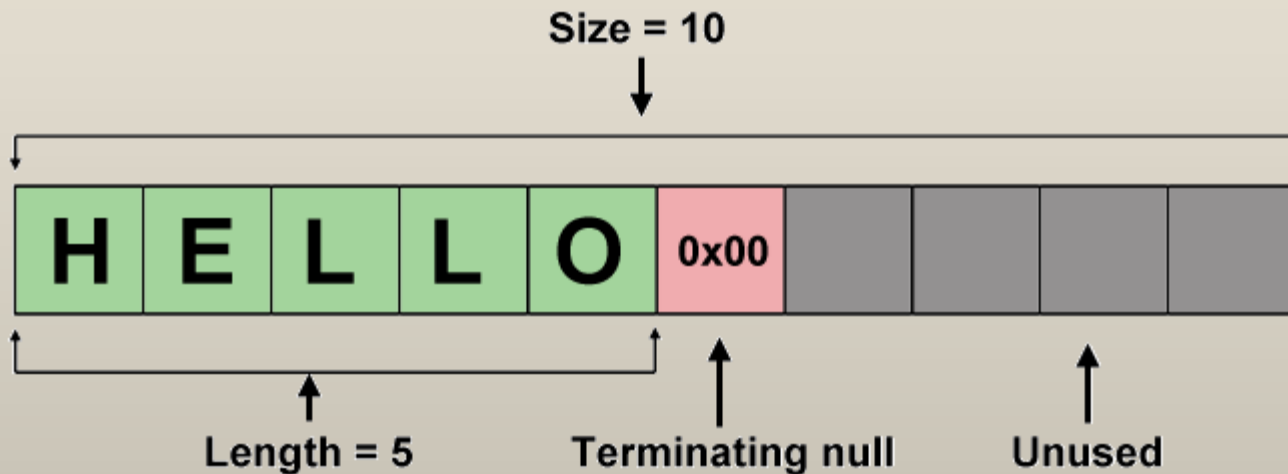 Size = 10
H E L L O 0x00
Length = 5 Terminating null Unused